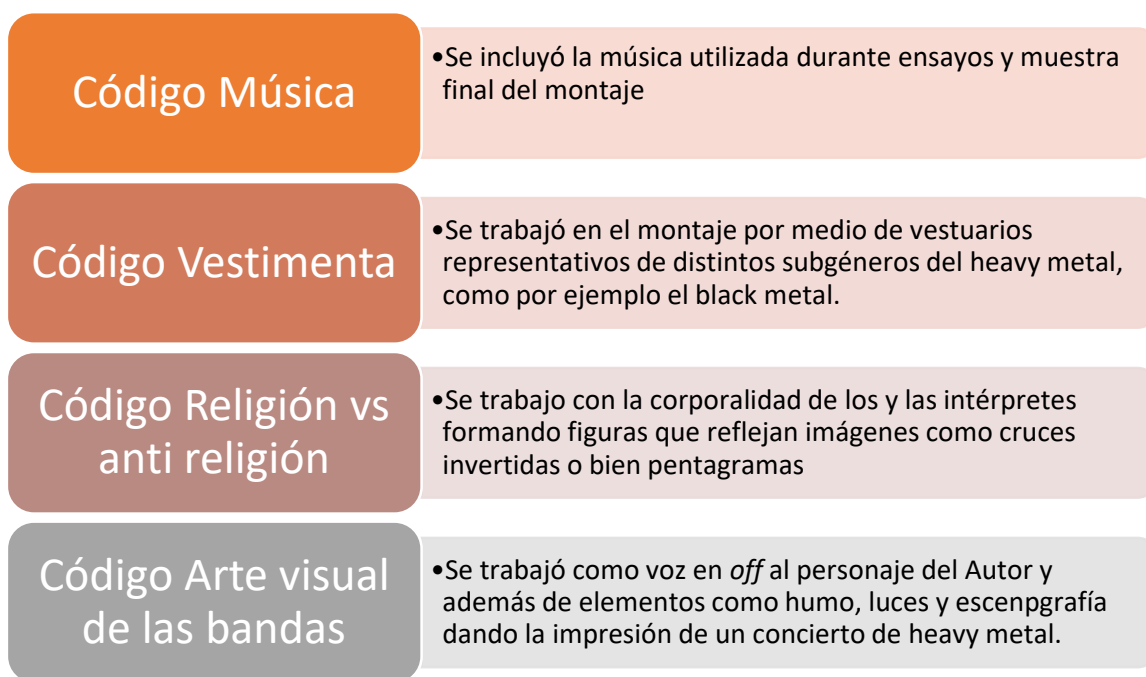 Código Música
•Se incluyó la música utilizada durante ensayos y muestra
final del montaje
Código Vestimenta
•Se trabajó en el montaje por medio de vestuarios
representativos de distintos subgéneros del heavy metal,
como por ejemplo el black metal.
Código Religión vs
anti religión
•Se trabajo con la corporalidad de los y las intérpretes
formando figuras que reflejan imágenes como cruces
invertidas o bien pentagramas
Código Arte visual
de las bandas
•Se trabajó como voz en off al personaje del Autor y
además de elementos como humo, luces y escenpgrafía
dando la impresión de un concierto de heavy metal.